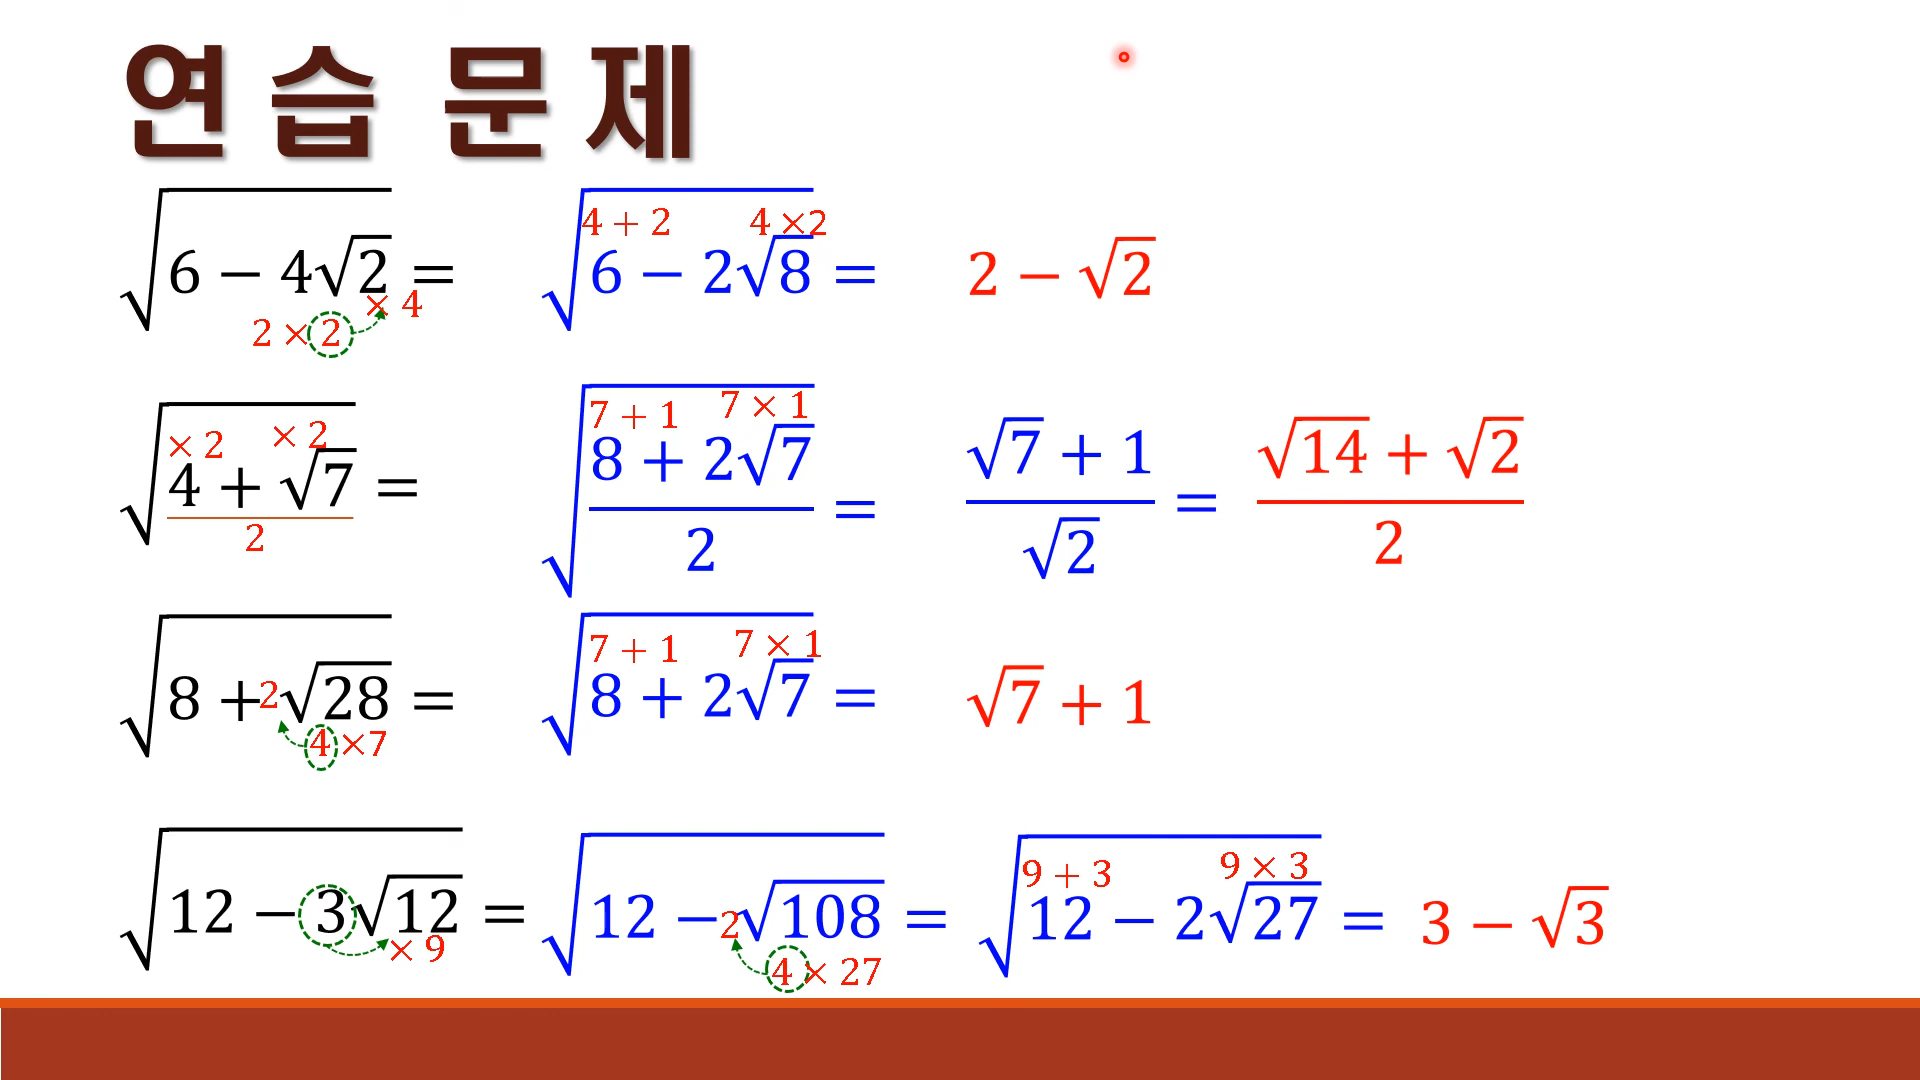 연습 문제
√(6 − 4√2) = √(6 − 2√8) = 2 − √2
4 + 2 4 ×2
× 4
2 × 2
√(4 + √7) = √((8 + 2√7)/2) = (√7 + 1)/√2 = (√14 + √2)/2
× 2 × 2 7 + 1 7 × 1
2
√(8 + √28) = √(8 + 2√7) = √7 + 1
7 + 1 7 × 1
2
4 ×7
√(12 − 3√12) = √(12 − √108) = √(12 − 2√27) = 3 − √3
9 + 3 9 × 3
2
× 9 4 × 27